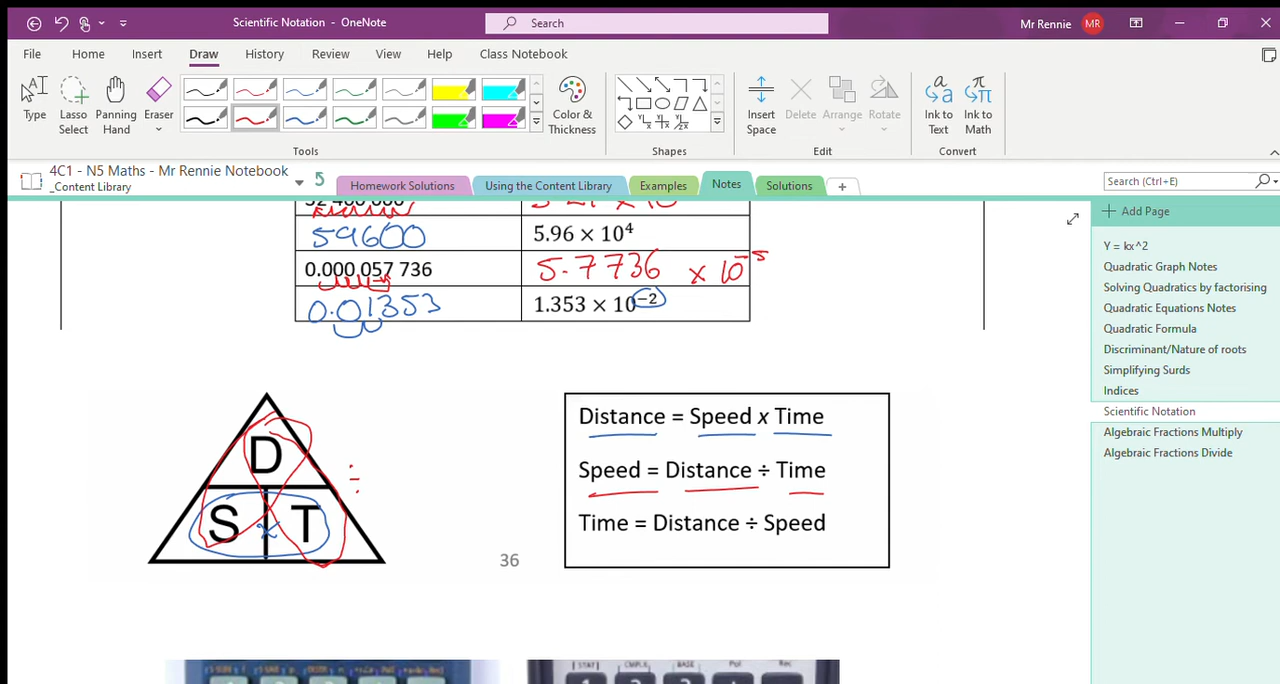 Scientific Notation - OneNote
Search
Mr Rennie MR
File Home Insert Draw History Review View Help Class Notebook
Type Lasso Select Panning Hand Eraser Color & Thickness Insert Space Delete Arrange Rotate Ink to Text Ink to Math
Tools Shapes Edit Convert
4C1 - N5 Maths - Mr Rennie Notebook
_Content Library
Homework Solutions Using the Content Library Examples Notes Solutions +
Search (Ctrl+E)
Add Page
Y = kx^2
Quadratic Graph Notes
Solving Quadratics by factorising
Quadratic Equations Notes
Quadratic Formula
Discriminant/Nature of roots
Simplifying Surds
Indices
Scientific Notation
Algebraic Fractions Multiply
Algebraic Fractions Divide
59600 5.96 × 10⁴
0.000 057 736 5.7736 × 10⁻⁵
0.01353 1.353 × 10⁻²
D
S × T
÷
36
Distance = Speed x Time
Speed = Distance ÷ Time
Time = Distance ÷ Speed